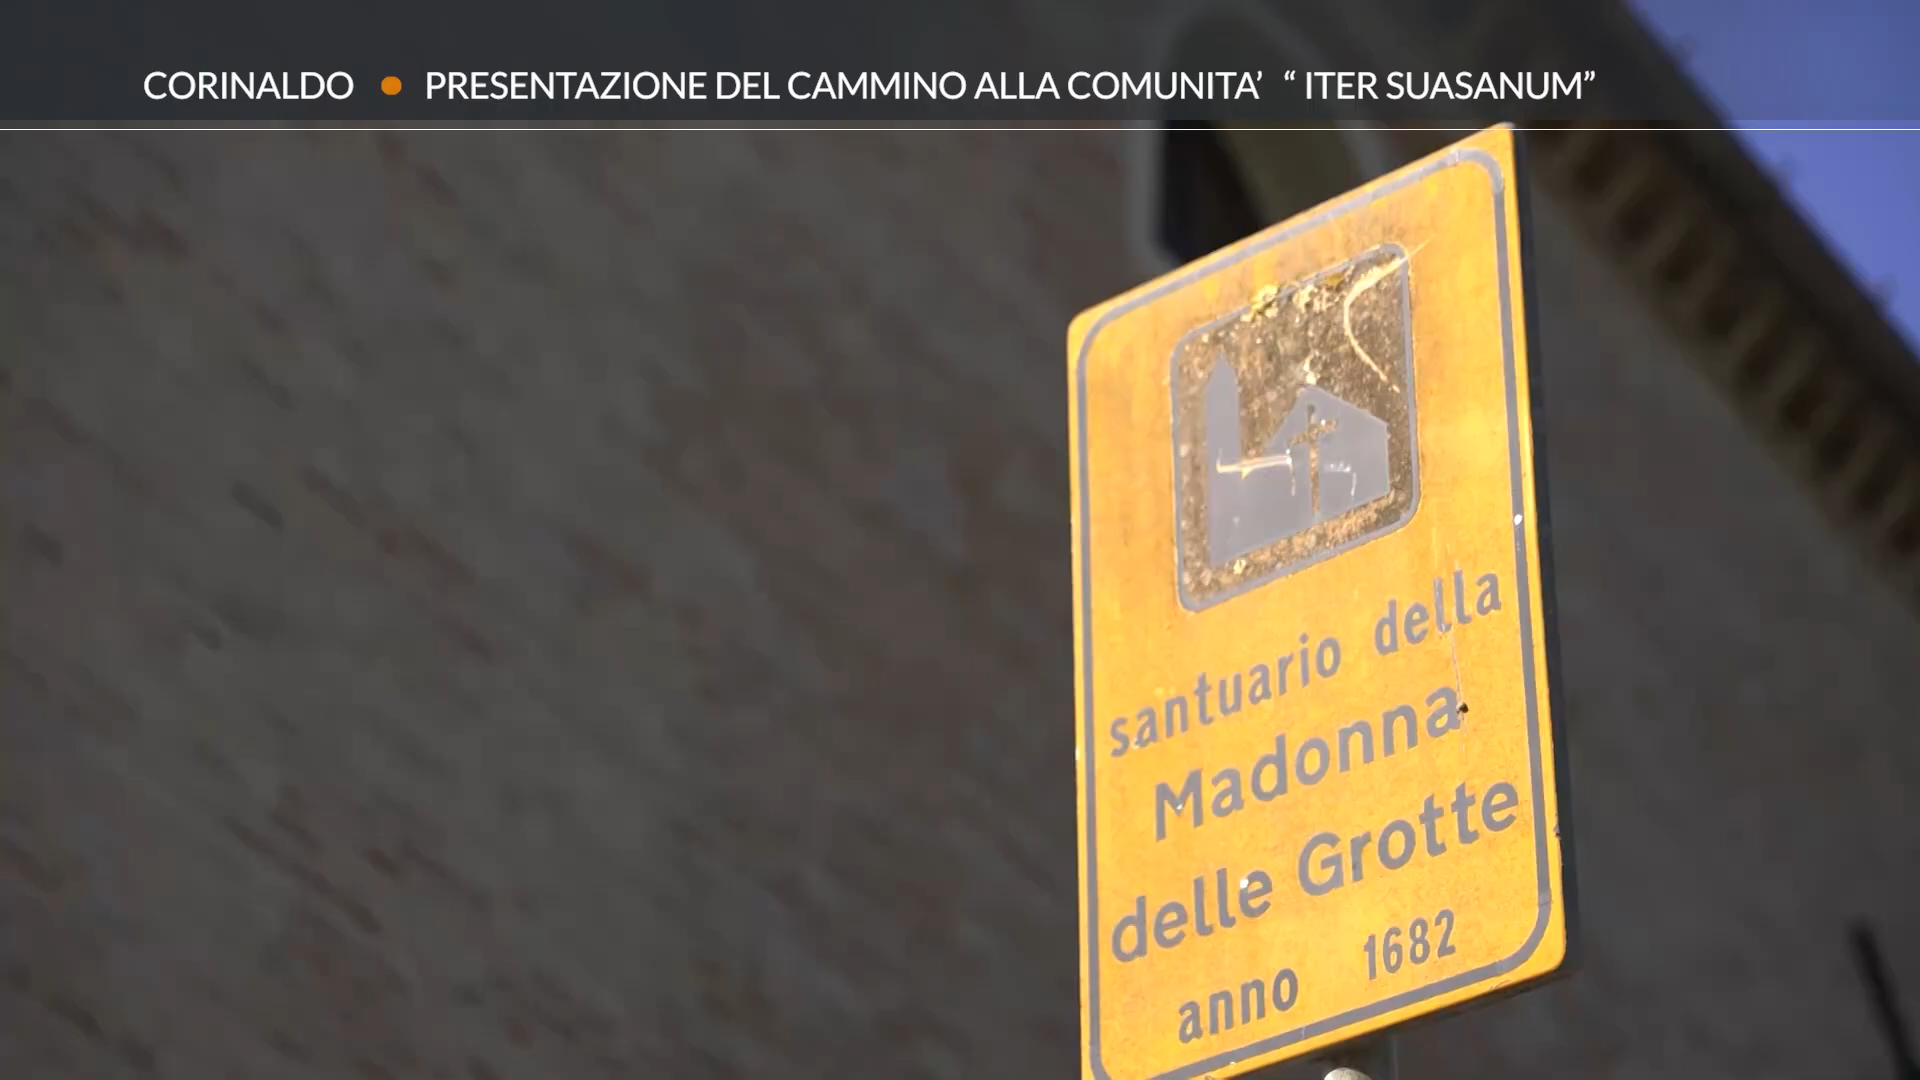 CORINALDO • PRESENTAZIONE DEL CAMMINO ALLA COMUNITA’ “ ITER SUASANUM”
santuario della
Madonna
delle Grotte
anno 1682